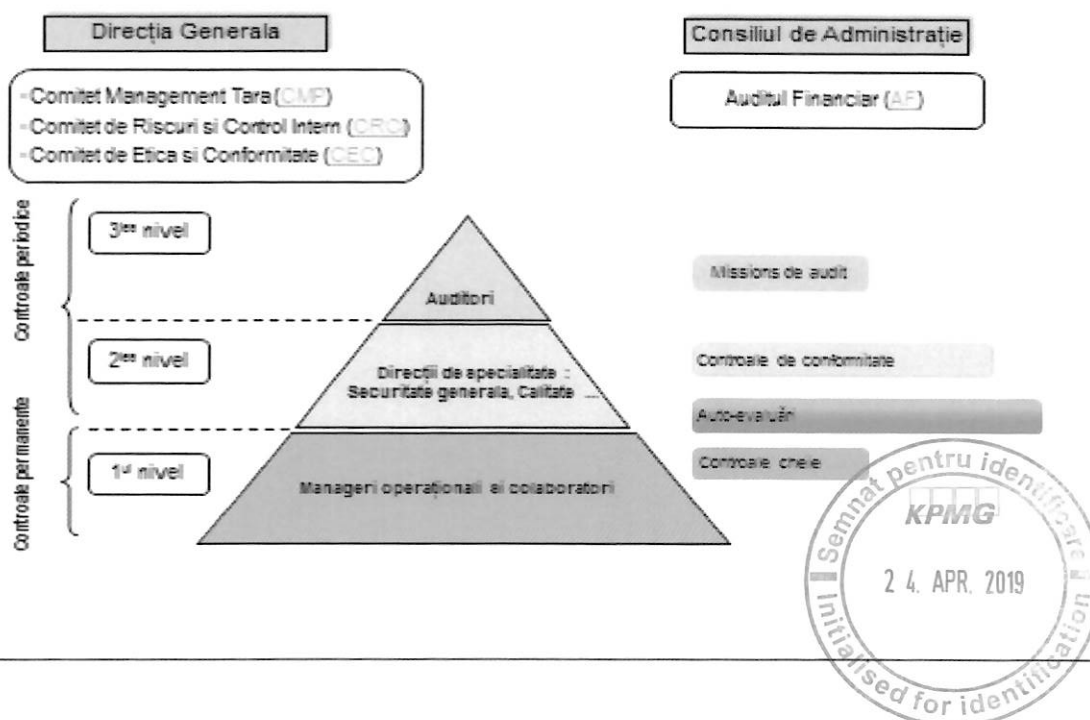 Direcția Generala
Consiliul de Administrație
- Comitet Management Tara (CMP)
- Comitet de Riscuri si Control Intern (CRC)
- Comitet de Etica si Conformitate (CEC)
Auditul Financiar (AF)
Controale periodice
3iea nivel
Auditori
Missions de audit
2iea nivel
Direcții de specialitate :
Securitate generala, Calitate ...
Controale de conformitate
Auto-evaluări
Controale permanente
1ul nivel
Manageri operaționali si colaboratori
Controale cheie
Semnat pentru identificare
KPMG
2 4. APR. 2019
Initialised for identification